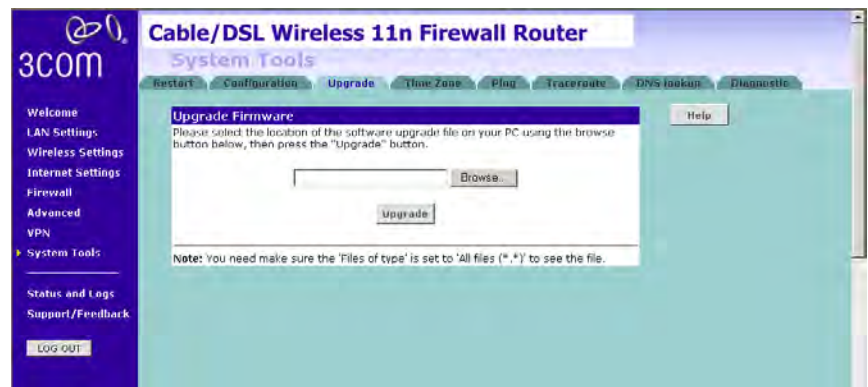 3COM
Cable/DSL Wireless 11n Firewall Router
System Tools
Restart Configuration Upgrade Time Zone Ping Traceroute DNS lookup Diagnostic
Welcome
LAN Settings
Wireless Settings
Internet Settings
Firewall
Advanced
VPN
System Tools
Status and Logs
Support/Feedback
LOG OUT
Upgrade Firmware
Please select the location of the software upgrade file on your PC using the browse
button below, then press the "Upgrade" button.
Browse...
Upgrade
Note: You need make sure the 'Files of type' is set to 'All files (*.*)' to see the file.
Help